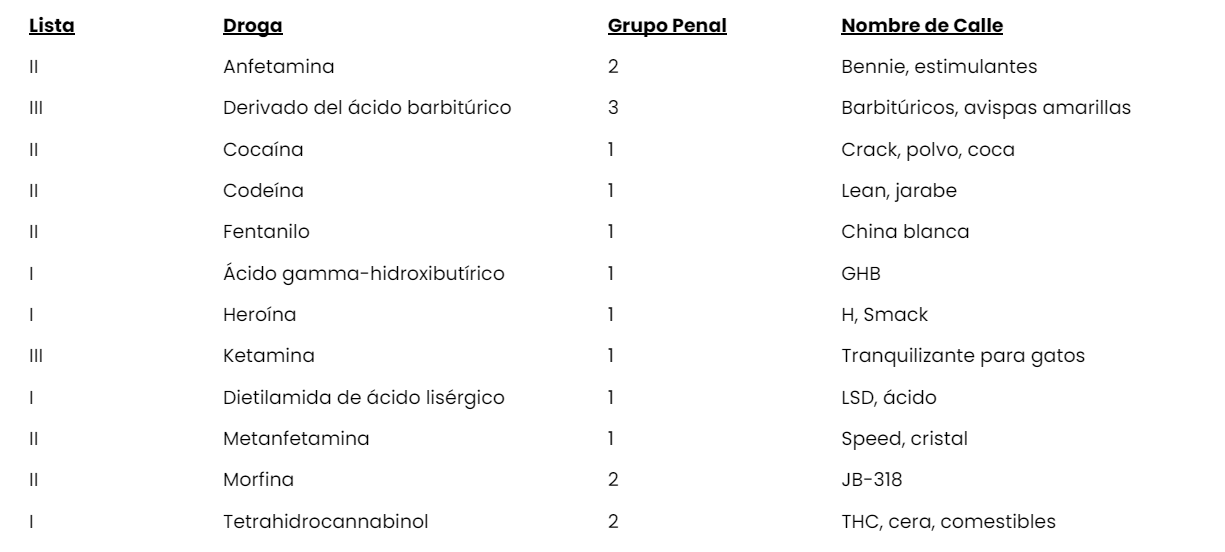 Lista Droga Grupo Penal Nombre de Calle
II Anfetamina 2 Bennie, estimulantes
III Derivado del ácido barbitúrico 3 Barbitúricos, avispas amarillas
II Cocaína 1 Crack, polvo, coca
II Codeína 1 Lean, jarabe
II Fentanilo 1 China blanca
I Ácido gamma-hidroxibutírico 1 GHB
I Heroína 1 H, Smack
III Ketamina 1 Tranquilizante para gatos
I Dietilamida de ácido lisérgico 1 LSD, ácido
II Metanfetamina 1 Speed, cristal
II Morfina 2 JB-318
I Tetrahidrocannabinol 2 THC, cera, comestibles